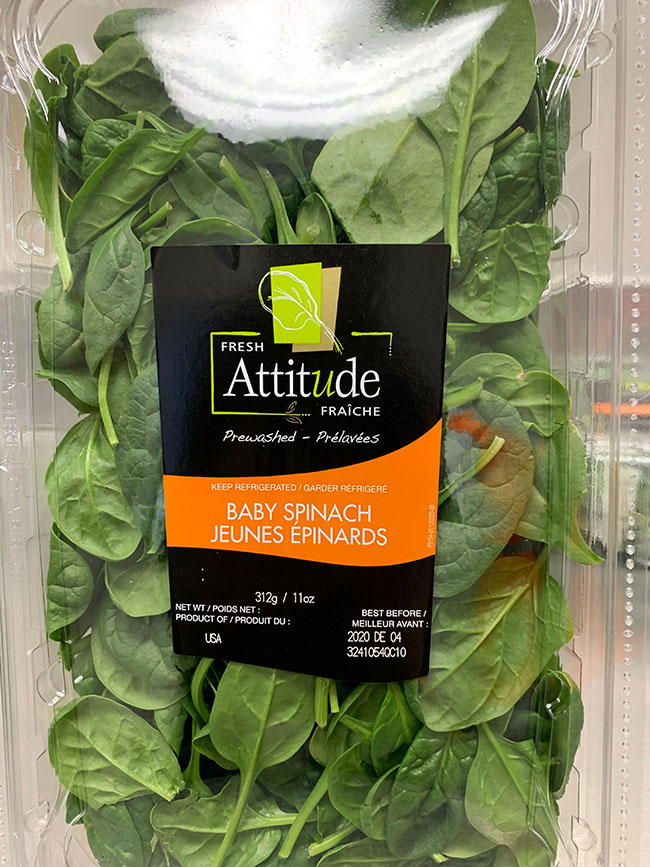 FRESH
Attitude
FRAÎCHE
Prewashed - Prélavées
KEEP REFRIGERATED / GARDER RÉFRIGÉRÉ
BABY SPINACH
JEUNES ÉPINARDS
312g / 11oz
NET WT / POIDS NET :
PRODUCT OF / PRODUIT DU :
USA
BEST BEFORE /
MEILLEUR AVANT :
2020 DE 04
3241054OC10